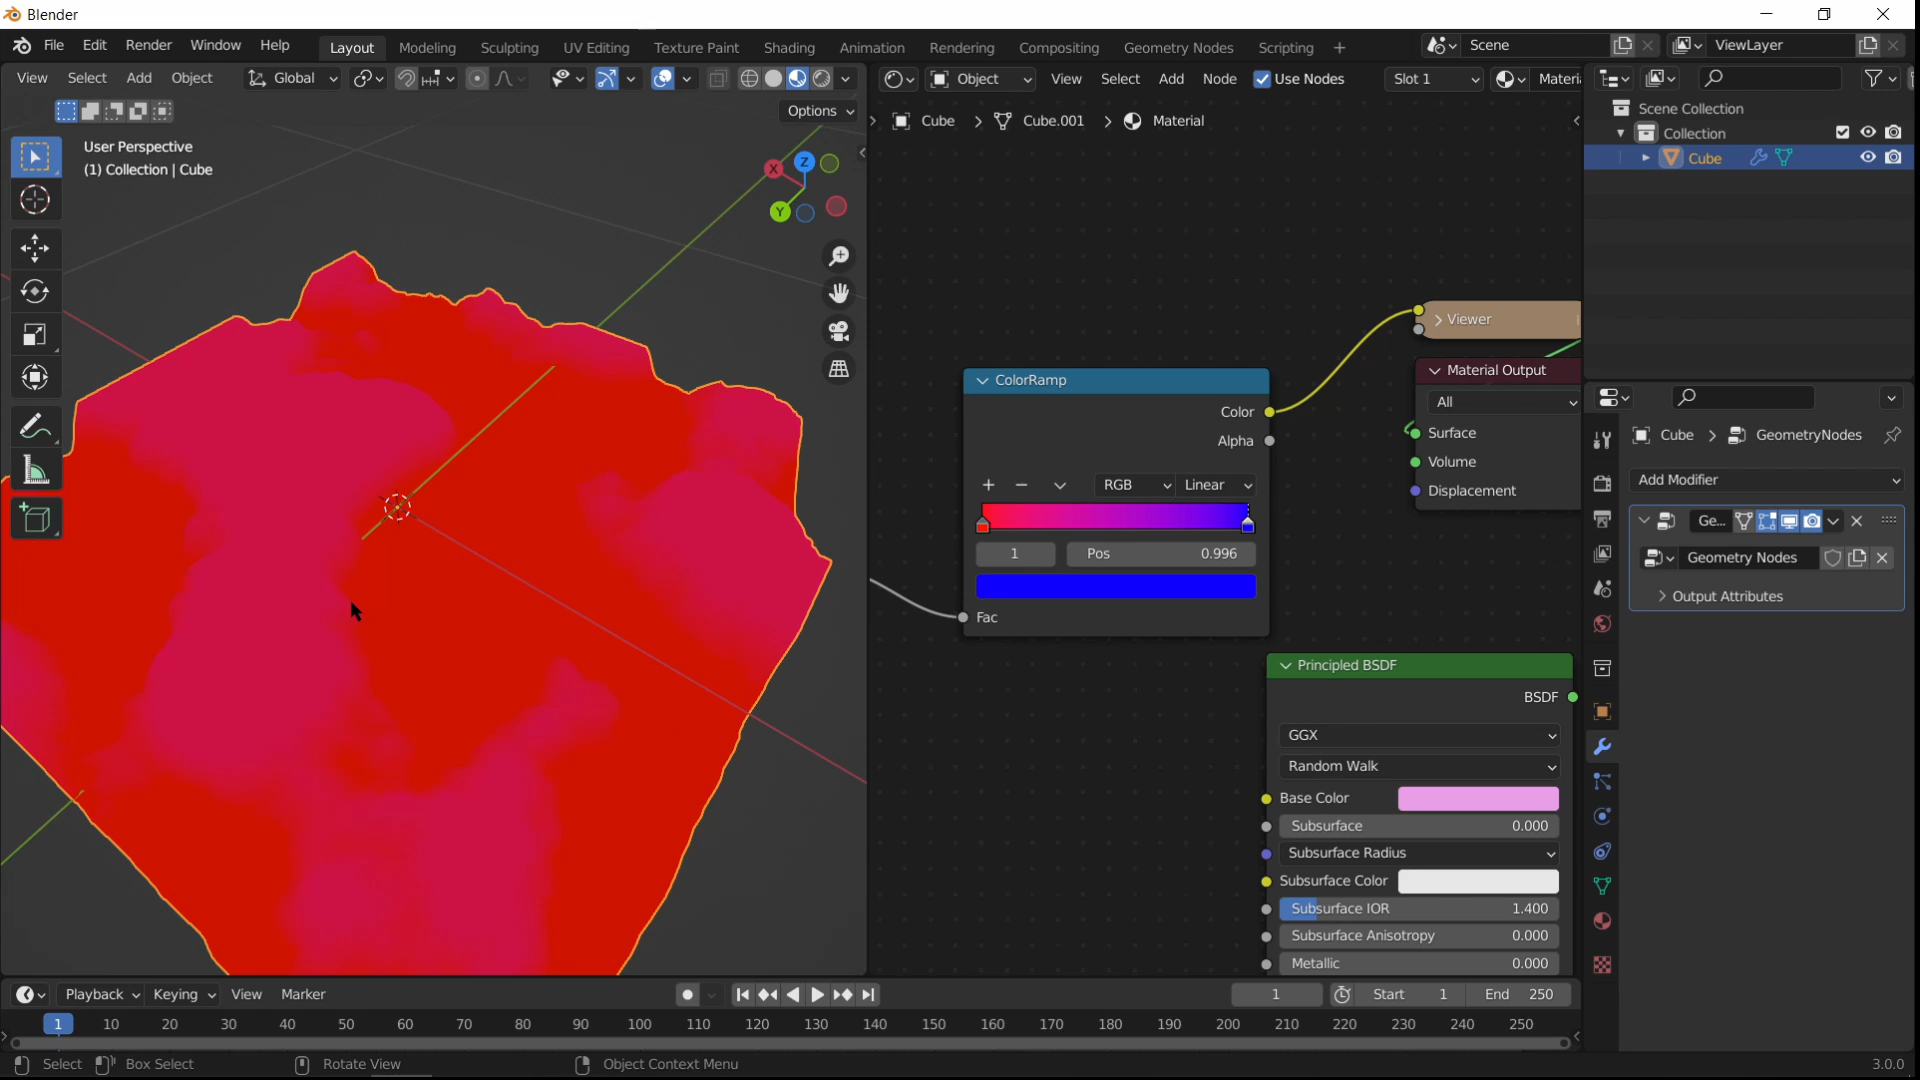 Blender
File Edit Render Window Help Layout Modeling Sculpting UV Editing Texture Paint Shading Animation Rendering Compositing Geometry Nodes Scripting + Scene ViewLayer
View Select Add Object Global Object View Select Add Node Use Nodes Slot 1 Materi
Options
Cube > Cube.001 > Material
Scene Collection
Collection
Cube
User Perspective
(1) Collection | Cube
X Z
Y
Viewer
Material Output
All
Surface
Volume
Displacement
ColorRamp
Color
Alpha
RGB Linear
1 Pos 0.996
Fac
Principled BSDF
BSDF
GGX
Random Walk
Base Color
Subsurface 0.000
Subsurface Radius
Subsurface Color
Subsurface IOR 1.400
Subsurface Anisotropy 0.000
Metallic 0.000
Cube > GeometryNodes
Add Modifier
Ge...
Geometry Nodes
Output Attributes
Playback Keying View Marker 1 Start 1 End 250
1 10 20 30 40 50 60 70 80 90 100 110 120 130 140 150 160 170 180 190 200 210 220 230 240 250
Select Box Select Rotate View Object Context Menu 3.0.0